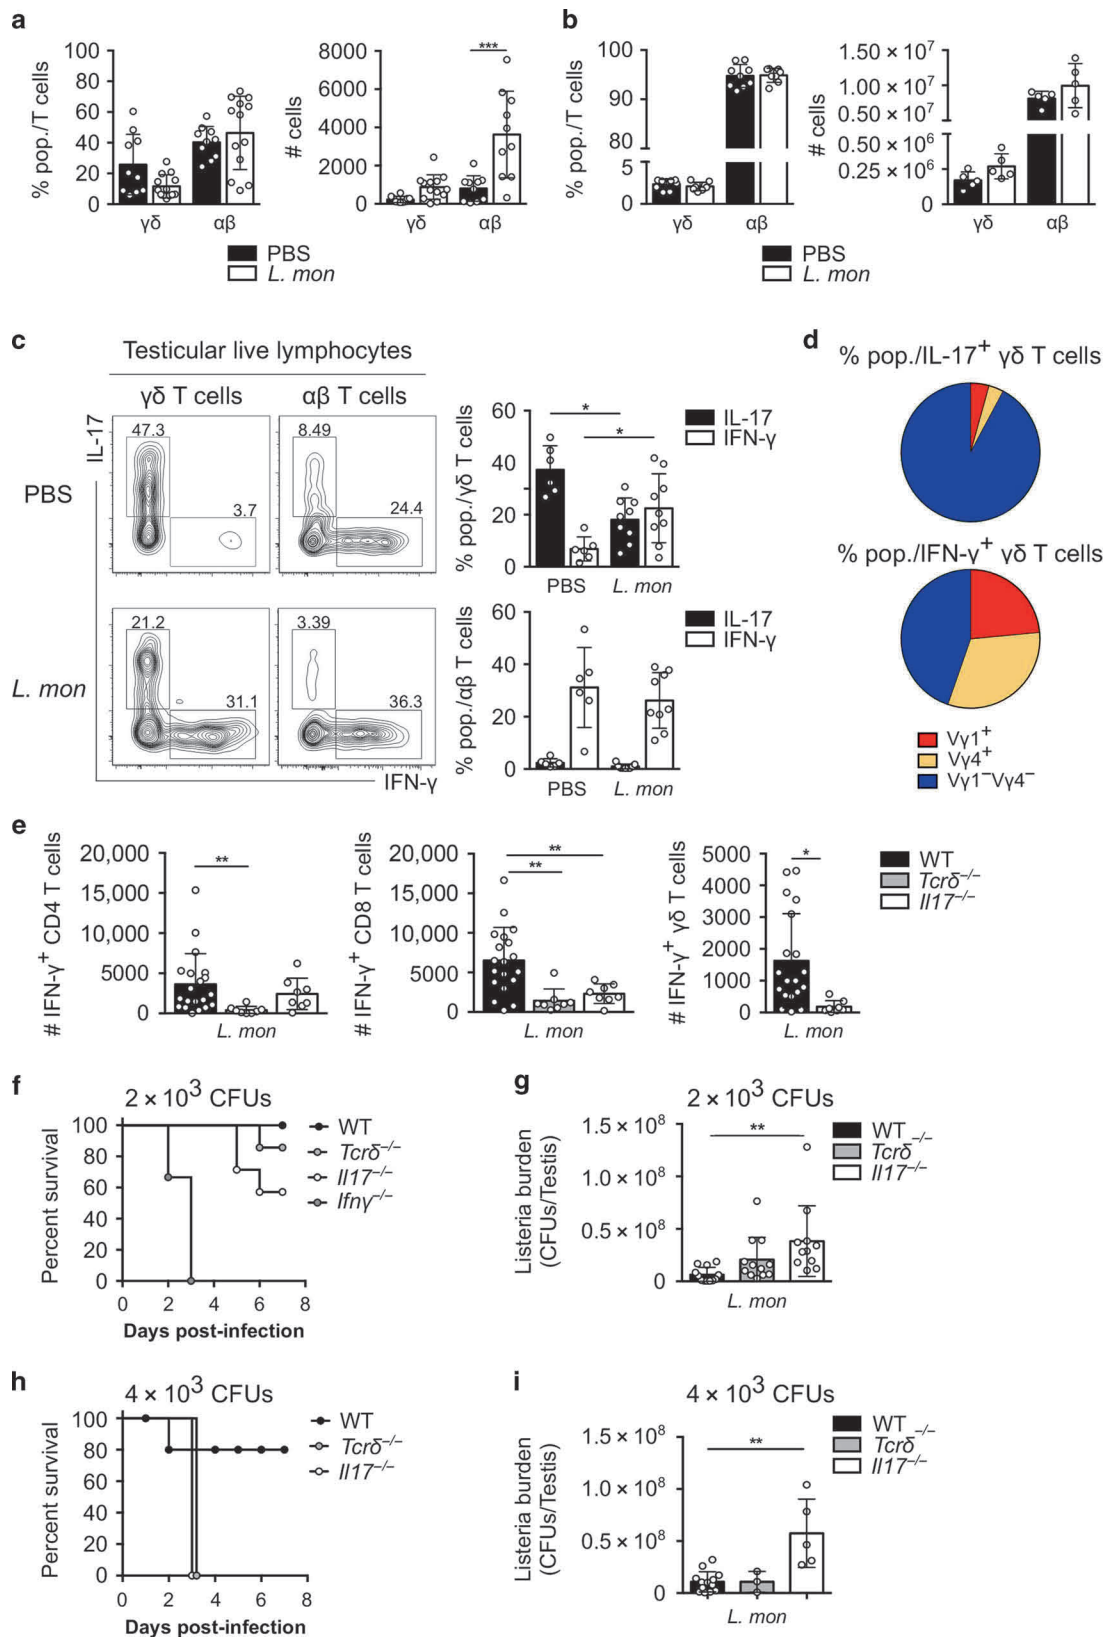 a
100
80
60
40
20
0
% pop./T cells
γδ
αβ
8000
6000
4000
2000
0
# cells
***
γδ
αβ
PBS
L. mon
b
100
90
80
5
0
% pop./T cells
γδ
αβ
1.50 × 10⁷
1.00 × 10⁷
0.50 × 10⁷
0.50 × 10⁶
0.25 × 10⁶
0
# cells
γδ
αβ
PBS
L. mon
c
Testicular live lymphocytes
γδ T cells
αβ T cells
IL-17
PBS
47.3
3.7
8.49
24.4
L. mon
21.2
31.1
3.39
36.3
IFN-γ
60
40
20
0
% pop./γδ T cells
*
*
IL-17
IFN-γ
PBS
L. mon
60
40
20
0
% pop./αβ T cells
IL-17
IFN-γ
PBS
L. mon
d
% pop./IL-17⁺ γδ T cells
% pop./IFN-γ⁺ γδ T cells
Vγ1⁺
Vγ4⁺
Vγ1⁻Vγ4⁻
e
20,000
15,000
10,000
5000
0
# IFN-γ⁺ CD4 T cells
**
L. mon
20,000
15,000
10,000
5000
0
# IFN-γ⁺ CD8 T cells
**
**
L. mon
5000
4000
3000
2000
1000
0
# IFN-γ⁺ γδ T cells
*
L. mon
WT
Tcrδ⁻/⁻
Il17⁻/⁻
f
2 × 10³ CFUs
100
80
60
40
20
0
Percent survival
0 2 4 6 8
Days post-infection
WT
Tcrδ⁻/⁻
Il17⁻/⁻
Ifnγ⁻/⁻
g
2 × 10³ CFUs
1.5 × 10⁸
1.0 × 10⁸
0.5 × 10⁸
0
Listeria burden
(CFUs/Testis)
**
L. mon
WT
Tcrδ⁻/⁻
Il17⁻/⁻
h
4 × 10³ CFUs
100
80
60
40
20
0
Percent survival
0 2 4 6 8
Days post-infection
WT
Tcrδ⁻/⁻
Il17⁻/⁻
i
4 × 10³ CFUs
1.5 × 10⁸
1.0 × 10⁸
0.5 × 10⁸
0
Listeria burden
(CFUs/Testis)
**
L. mon
WT
Tcrδ⁻/⁻
Il17⁻/⁻